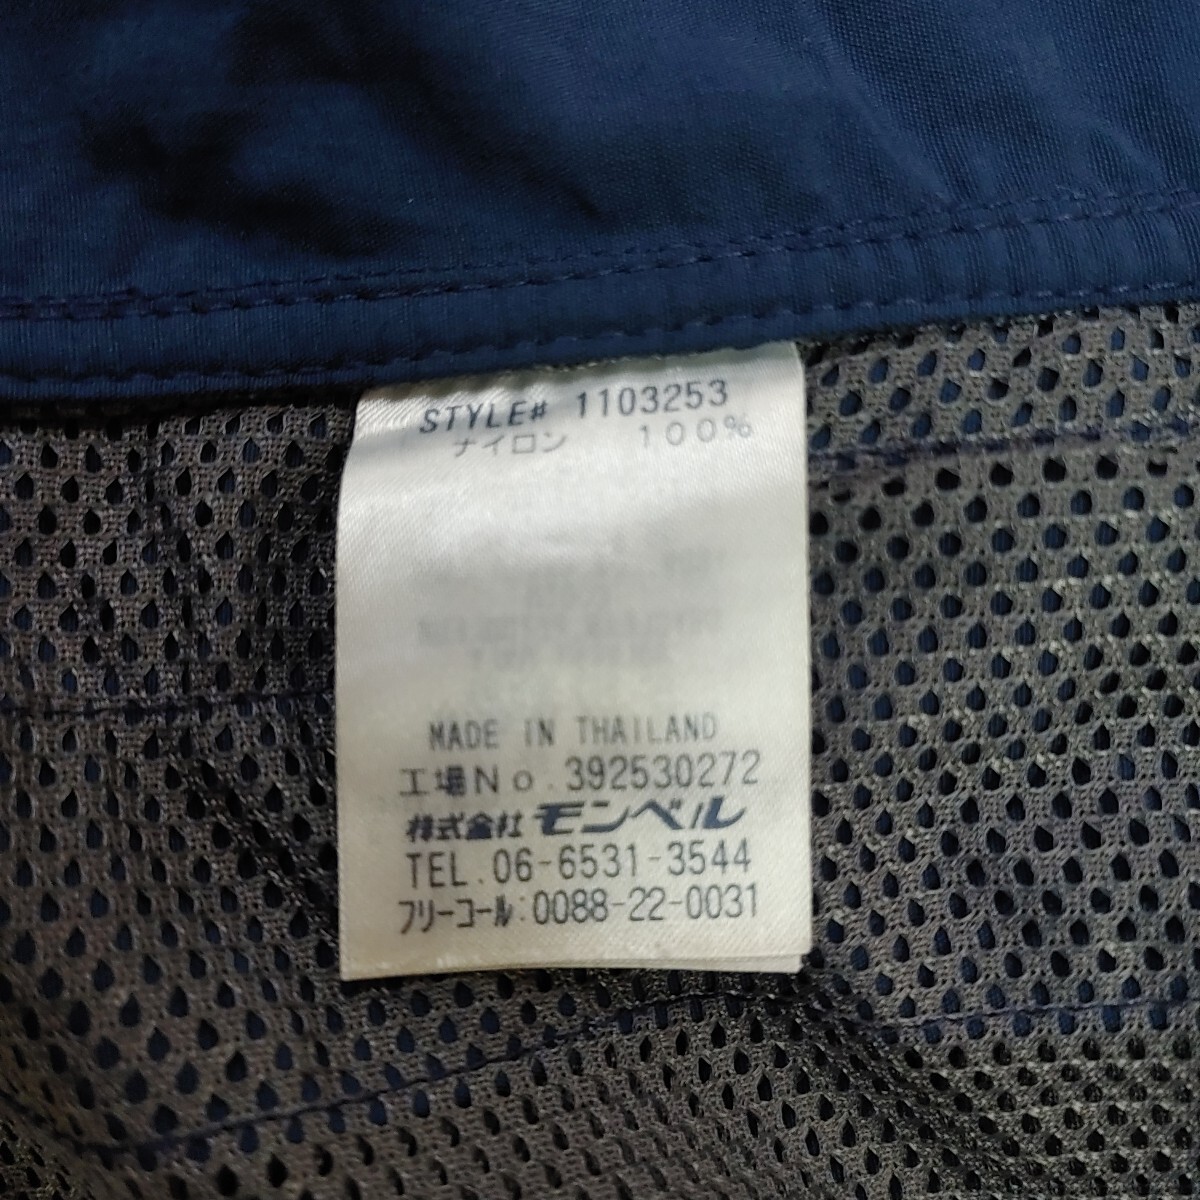 STYLE# 1103253
ナイロン 100%
MADE IN THAILAND
工場No.392530272
株式会社モンベル
TEL.06-6531-3544
フリーコール:0088-22-0031